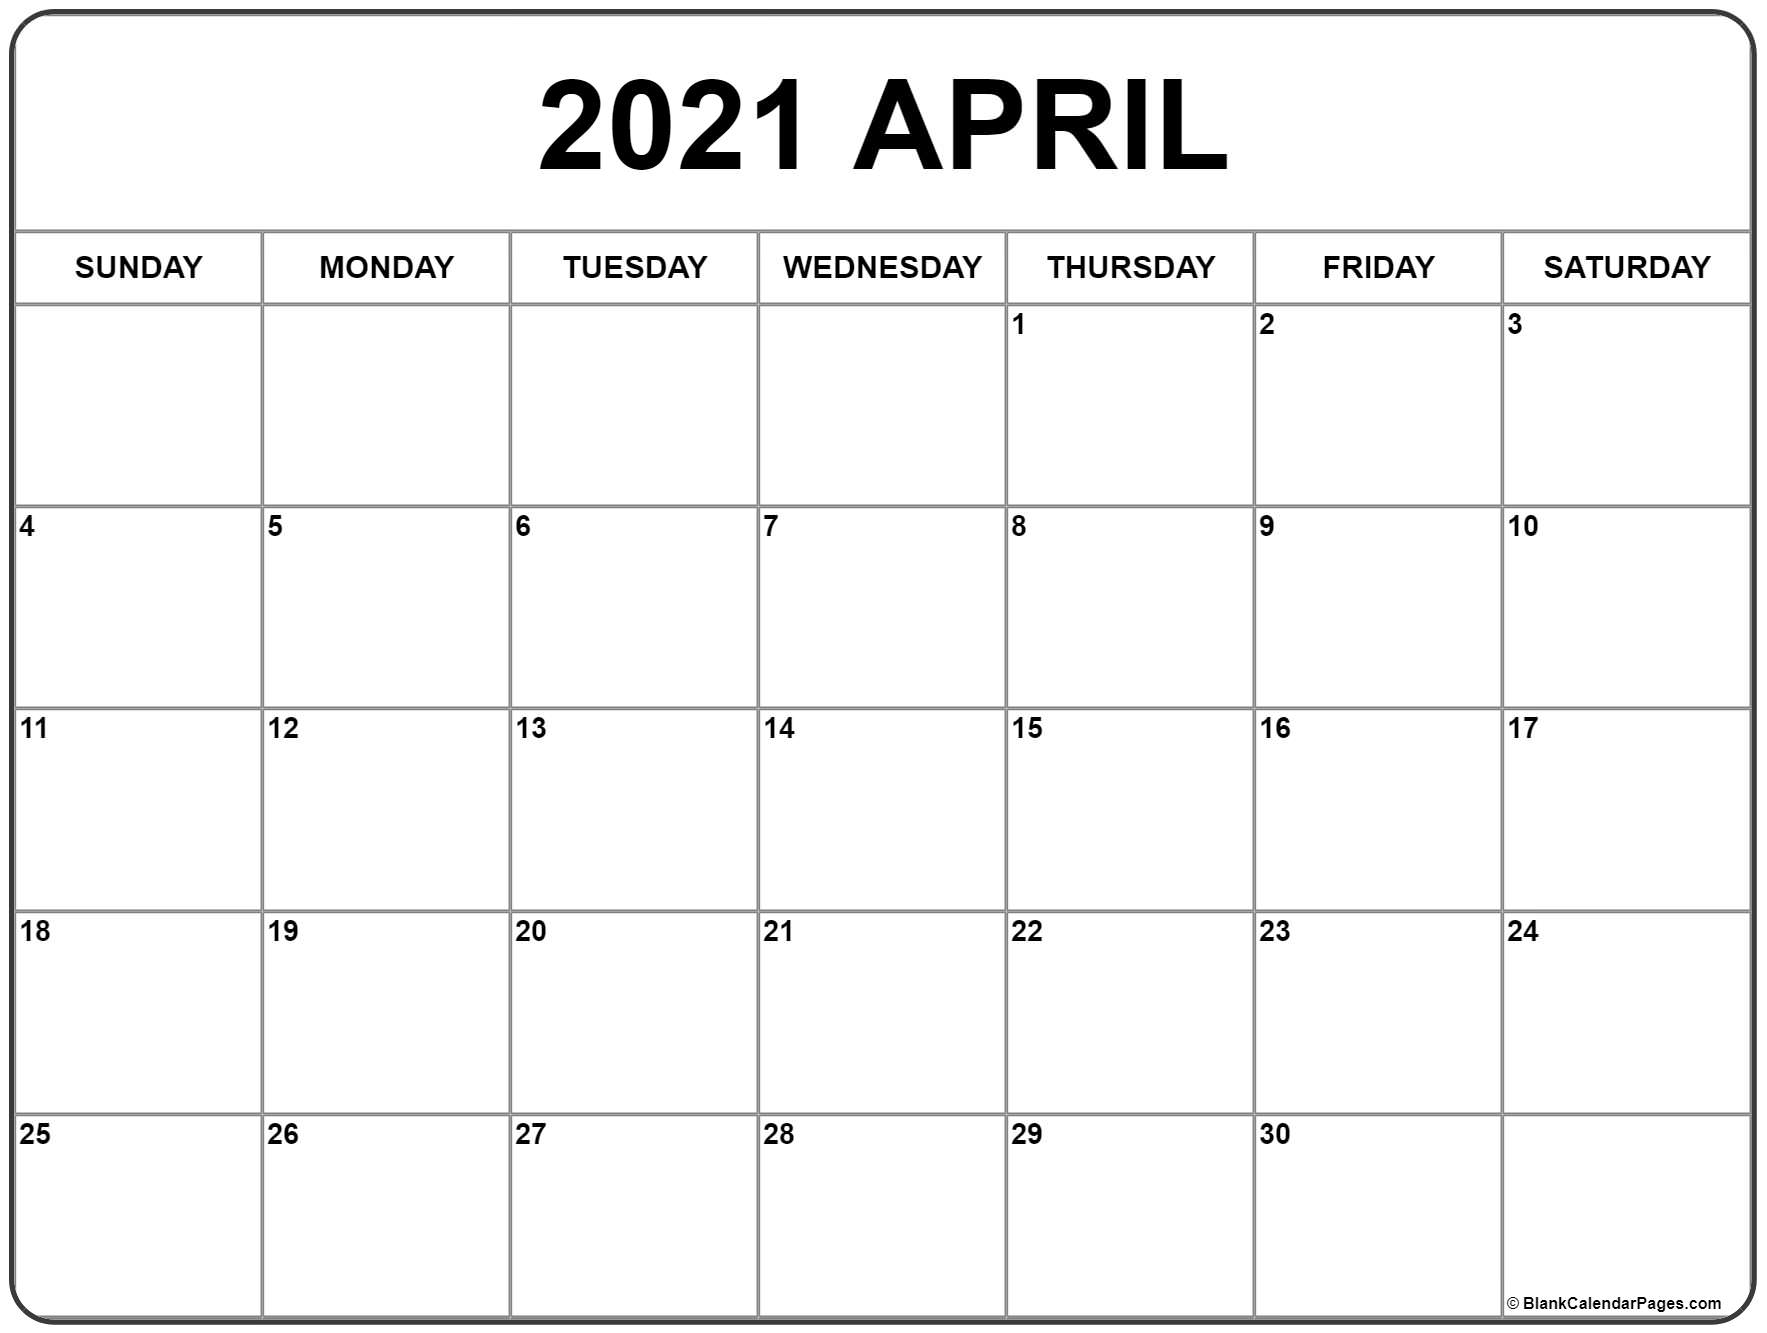 2021 APRIL
SUNDAY MONDAY TUESDAY WEDNESDAY THURSDAY FRIDAY SATURDAY
1 2 3
4 5 6 7 8 9 10
11 12 13 14 15 16 17
18 19 20 21 22 23 24
25 26 27 28 29 30
© BlankCalendarPages.com